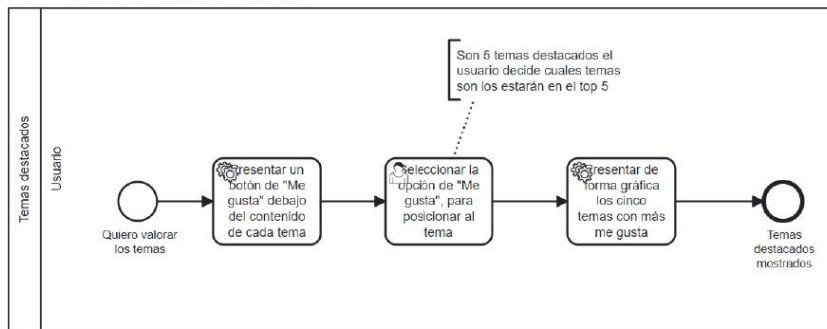 Temas destacados
Usuario
Son 5 temas destacados el
usuario decide cuales temas
son los estarán en el top 5
Quiero valorar
los temas
Presentar un
botón de "Me
gusta" debajo
del contenido
de cada tema
Seleccionar la
opción de "Me
gusta", para
posicionar al
tema
Presentar de
forma gráfica
los cinco
temas con más
me gusta
Temas
destacados
mostrados